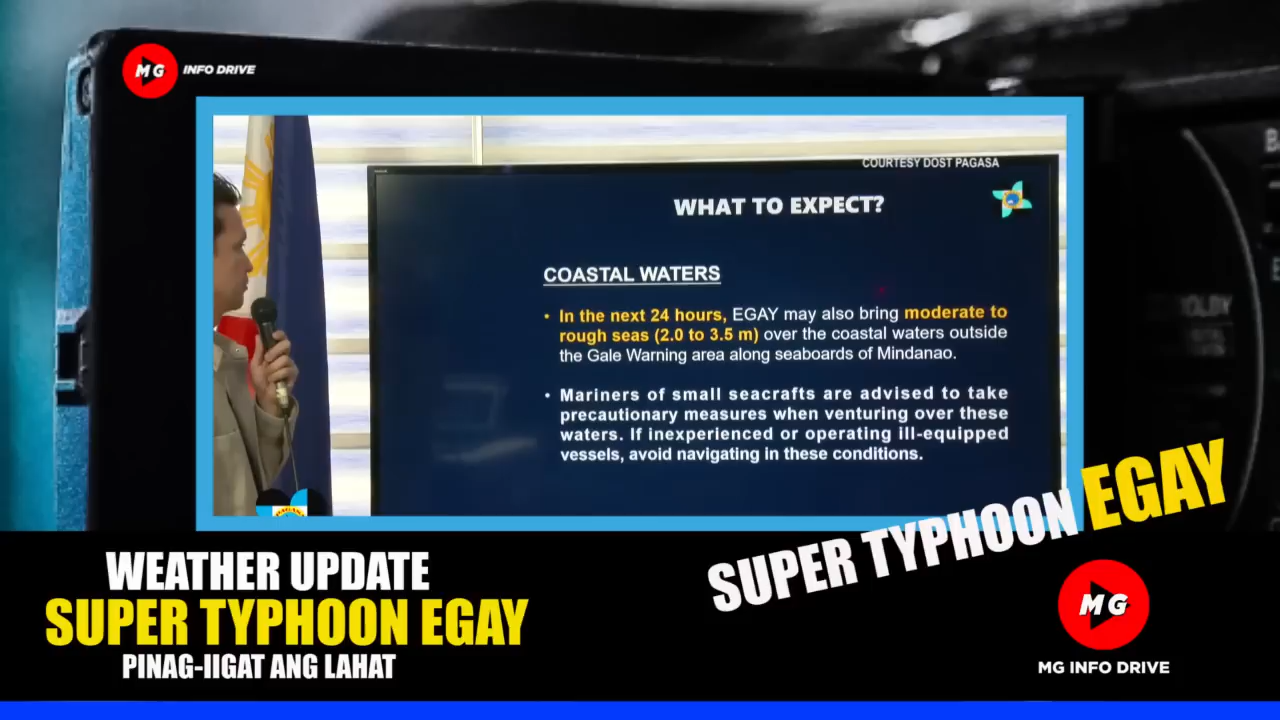 MG INFO DRIVE
COURTESY DOST PAGASA
WHAT TO EXPECT?
COASTAL WATERS
• In the next 24 hours, EGAY may also bring moderate to
rough seas (2.0 to 3.5 m) over the coastal waters outside
the Gale Warning area along seaboards of Mindanao.
• Mariners of small seacrafts are advised to take
precautionary measures when venturing over these
waters. If inexperienced or operating ill-equipped
vessels, avoid navigating in these conditions.
SUPER TYPHOON EGAY
WEATHER UPDATE
SUPER TYPHOON EGAY
PINAG-IIGAT ANG LAHAT
MG
MG INFO DRIVE